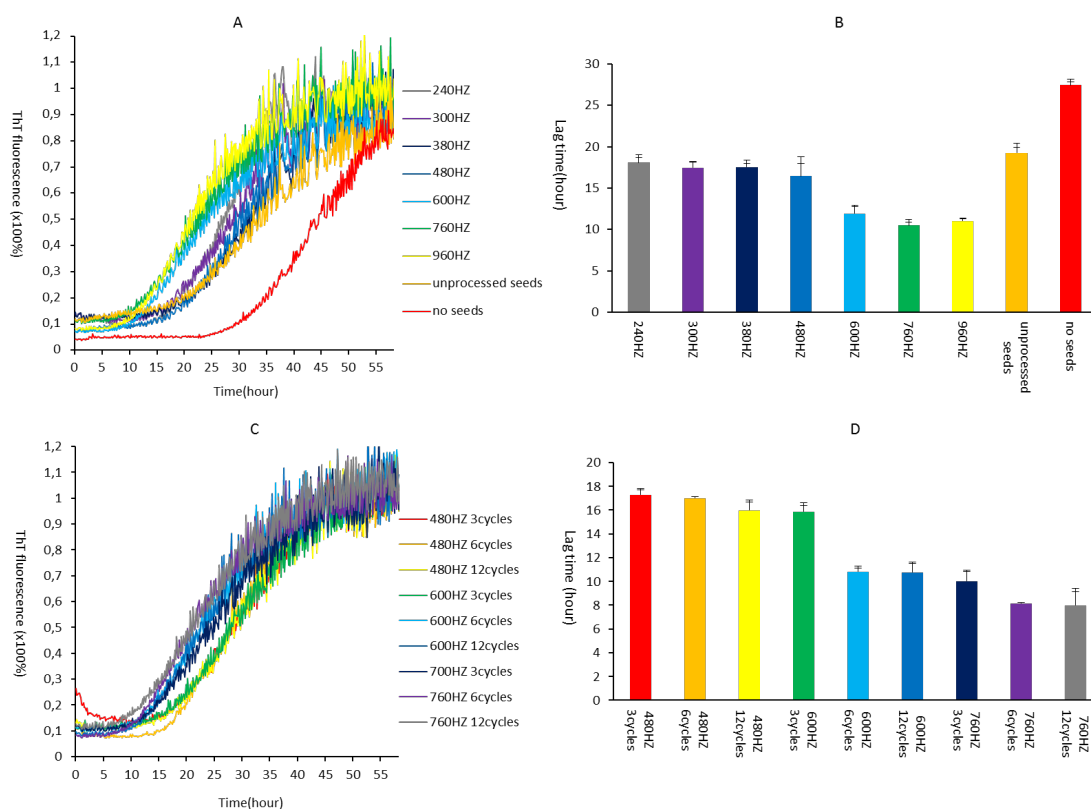 A
ThT fluorescence (x100%)
1,2
1,1
1
0,9
0,8
0,7
0,6
0,5
0,4
0,3
0,2
0,1
0
0 5 10 15 20 25 30 35 40 45 50 55
Time(hour)
240HZ
300HZ
380HZ
480HZ
600HZ
760HZ
960HZ
unprocessed seeds
no seeds
B
Lag time(hour)
30
25
20
15
10
5
0
240HZ
300HZ
380HZ
480HZ
600HZ
760HZ
960HZ
unprocessed
seeds
no seeds
C
ThT fluorescence (x100%)
1,2
1,1
1
0,9
0,8
0,7
0,6
0,5
0,4
0,3
0,2
0,1
0
0 5 10 15 20 25 30 35 40 45 50 55
Time(hour)
480HZ 3cycles
480HZ 6cycles
480HZ 12cycles
600HZ 3cycles
600HZ 6cycles
600HZ 12cycles
700HZ 3cycles
760HZ 6cycles
760HZ 12cycles
D
Lag time (hour)
20
18
16
14
12
10
8
6
4
2
0
480HZ
3cycles
480HZ
6cycles
480HZ
12cycles
600HZ
3cycles
600HZ
6cycles
600HZ
12cycles
760HZ
3cycles
760HZ
6cycles
760HZ
12cycles